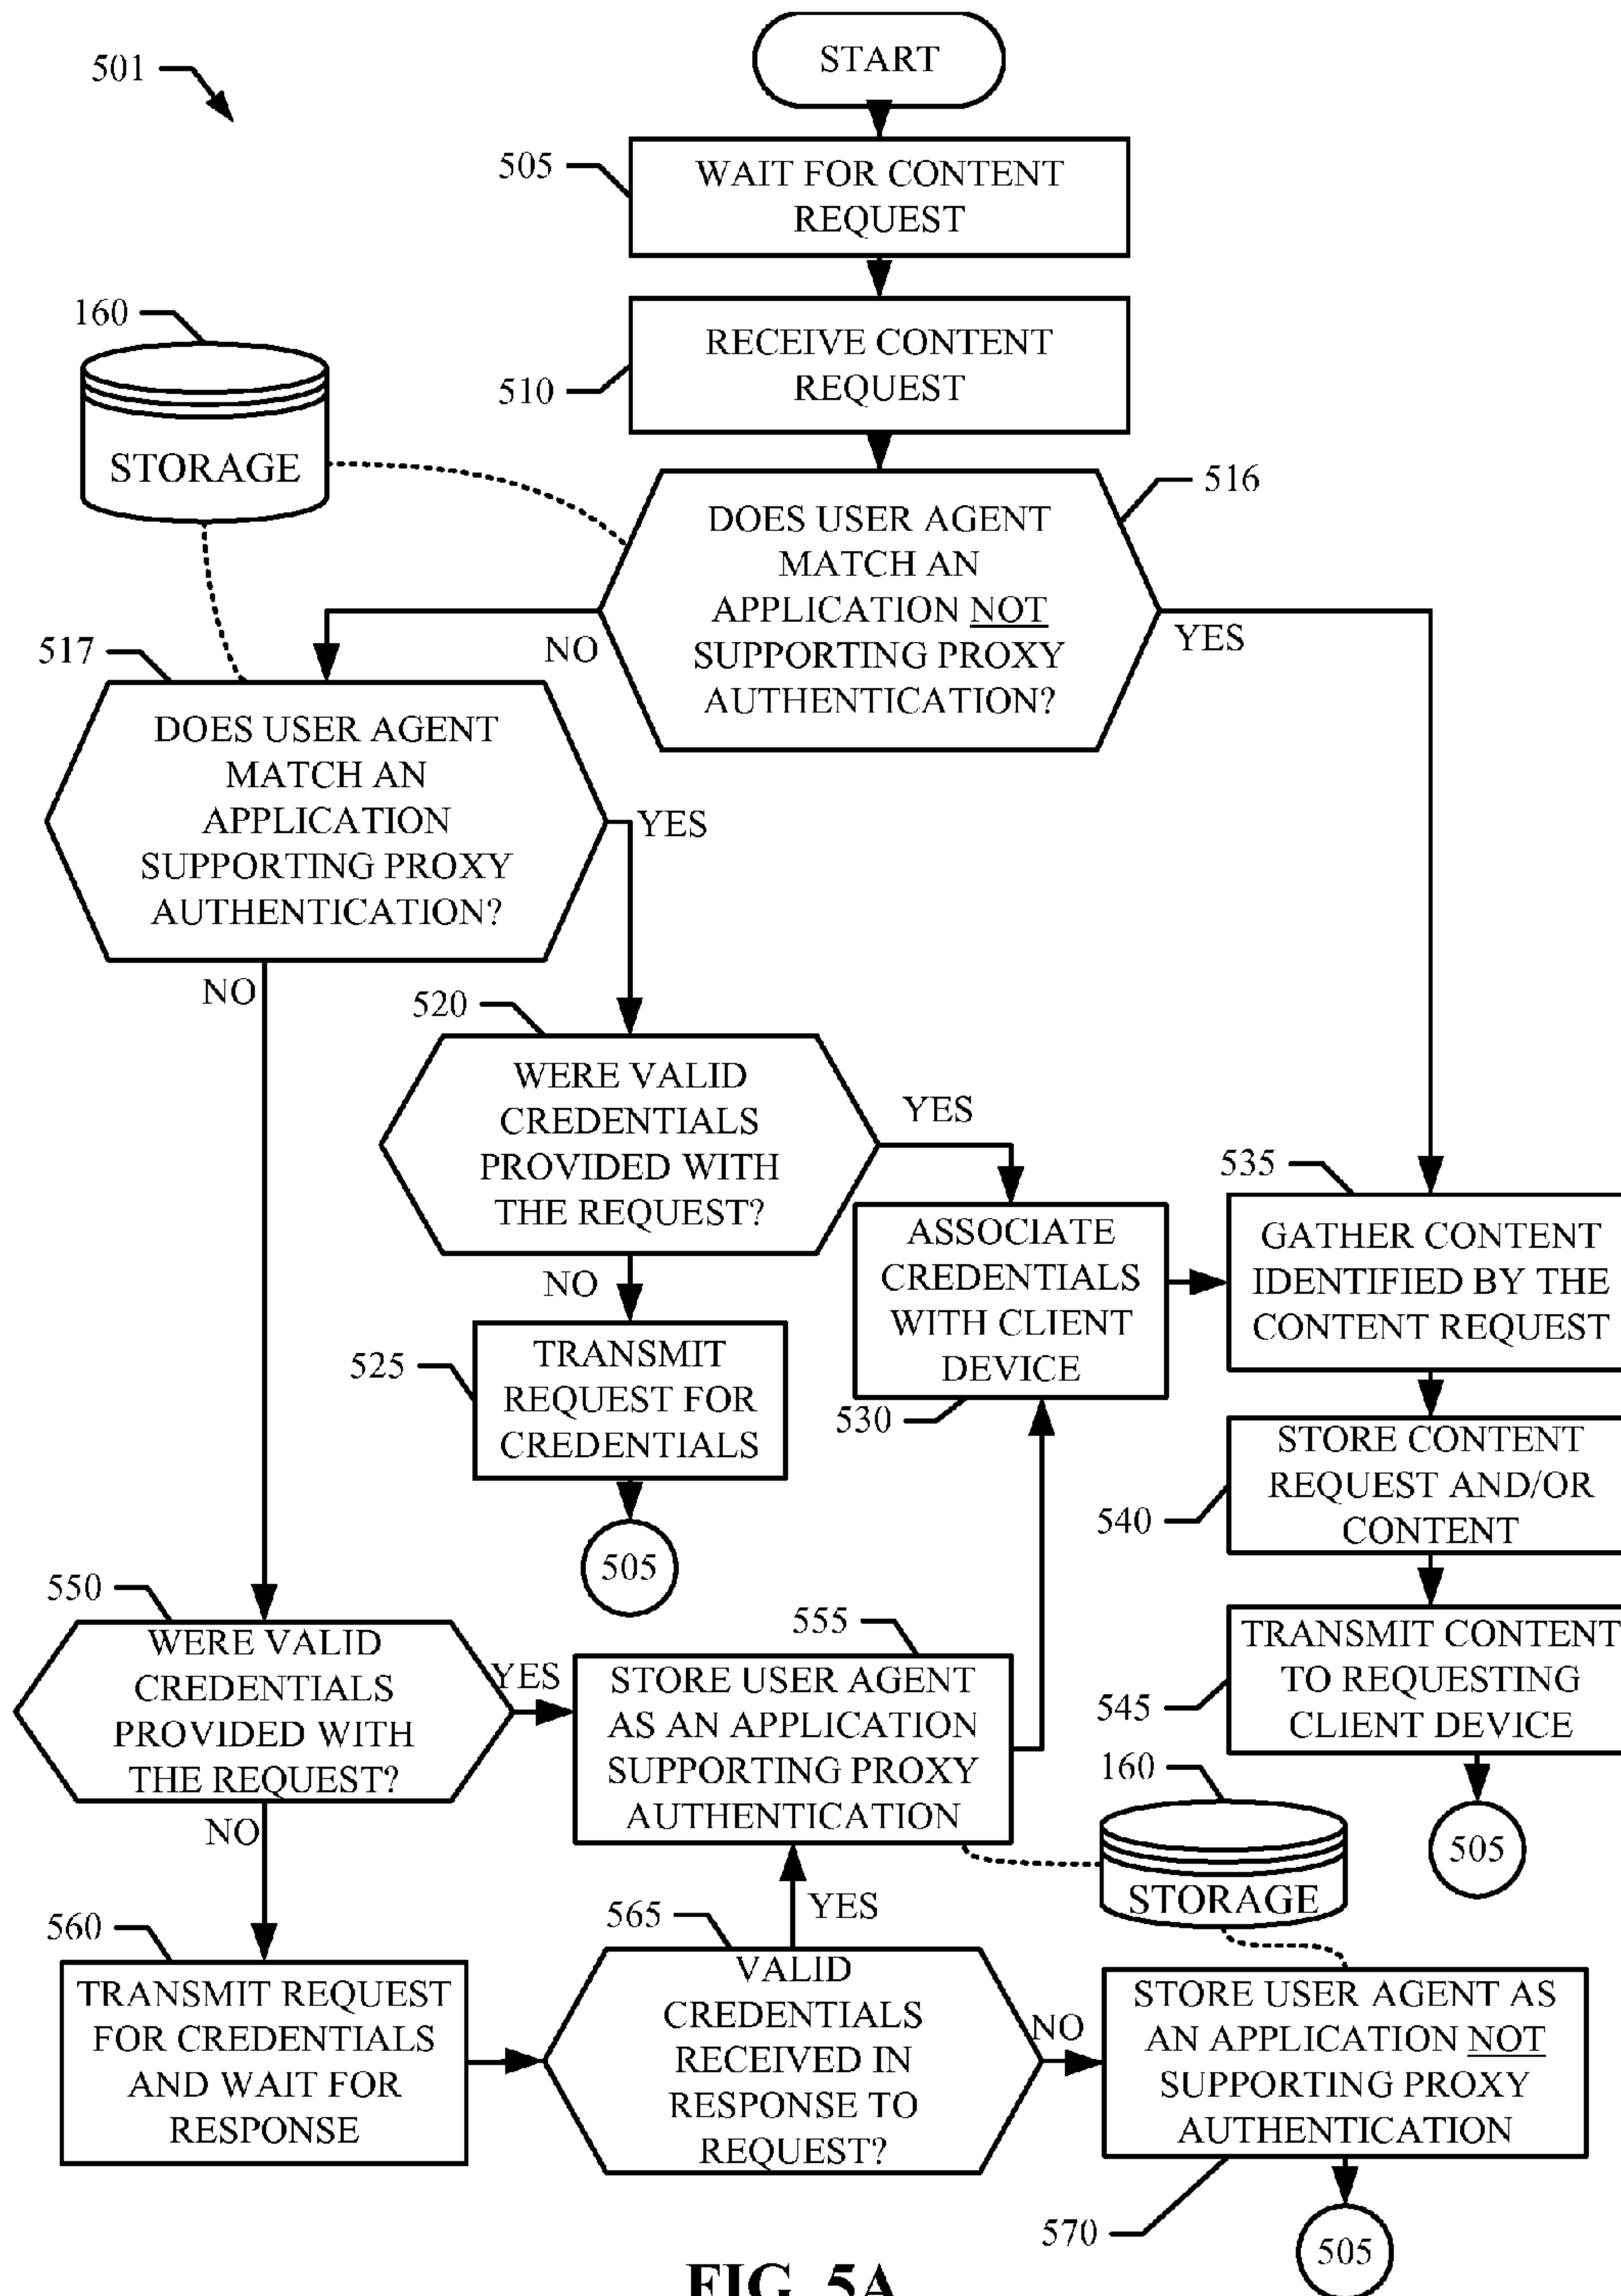 501
START
505
WAIT FOR CONTENT
REQUEST
510
RECEIVE CONTENT
REQUEST
160
STORAGE
516
DOES USER AGENT
MATCH AN
APPLICATION NOT
SUPPORTING PROXY
AUTHENTICATION?
NO
YES
517
DOES USER AGENT
MATCH AN
APPLICATION
SUPPORTING PROXY
AUTHENTICATION?
YES
NO
520
WERE VALID
CREDENTIALS
PROVIDED WITH
THE REQUEST?
YES
NO
525
TRANSMIT
REQUEST FOR
CREDENTIALS
505
ASSOCIATE
CREDENTIALS
WITH CLIENT
DEVICE
530
535
GATHER CONTENT
IDENTIFIED BY THE
CONTENT REQUEST
STORE CONTENT
REQUEST AND/OR
CONTENT
540
TRANSMIT CONTENT
TO REQUESTING
CLIENT DEVICE
545
505
550
WERE VALID
CREDENTIALS
PROVIDED WITH
THE REQUEST?
YES
NO
555
STORE USER AGENT
AS AN APPLICATION
SUPPORTING PROXY
AUTHENTICATION
160
STORAGE
560
TRANSMIT REQUEST
FOR CREDENTIALS
AND WAIT FOR
RESPONSE
565
YES
VALID
CREDENTIALS
RECEIVED IN
RESPONSE TO
REQUEST?
NO
STORE USER AGENT AS
AN APPLICATION NOT
SUPPORTING PROXY
AUTHENTICATION
570
505
FIG. 5A